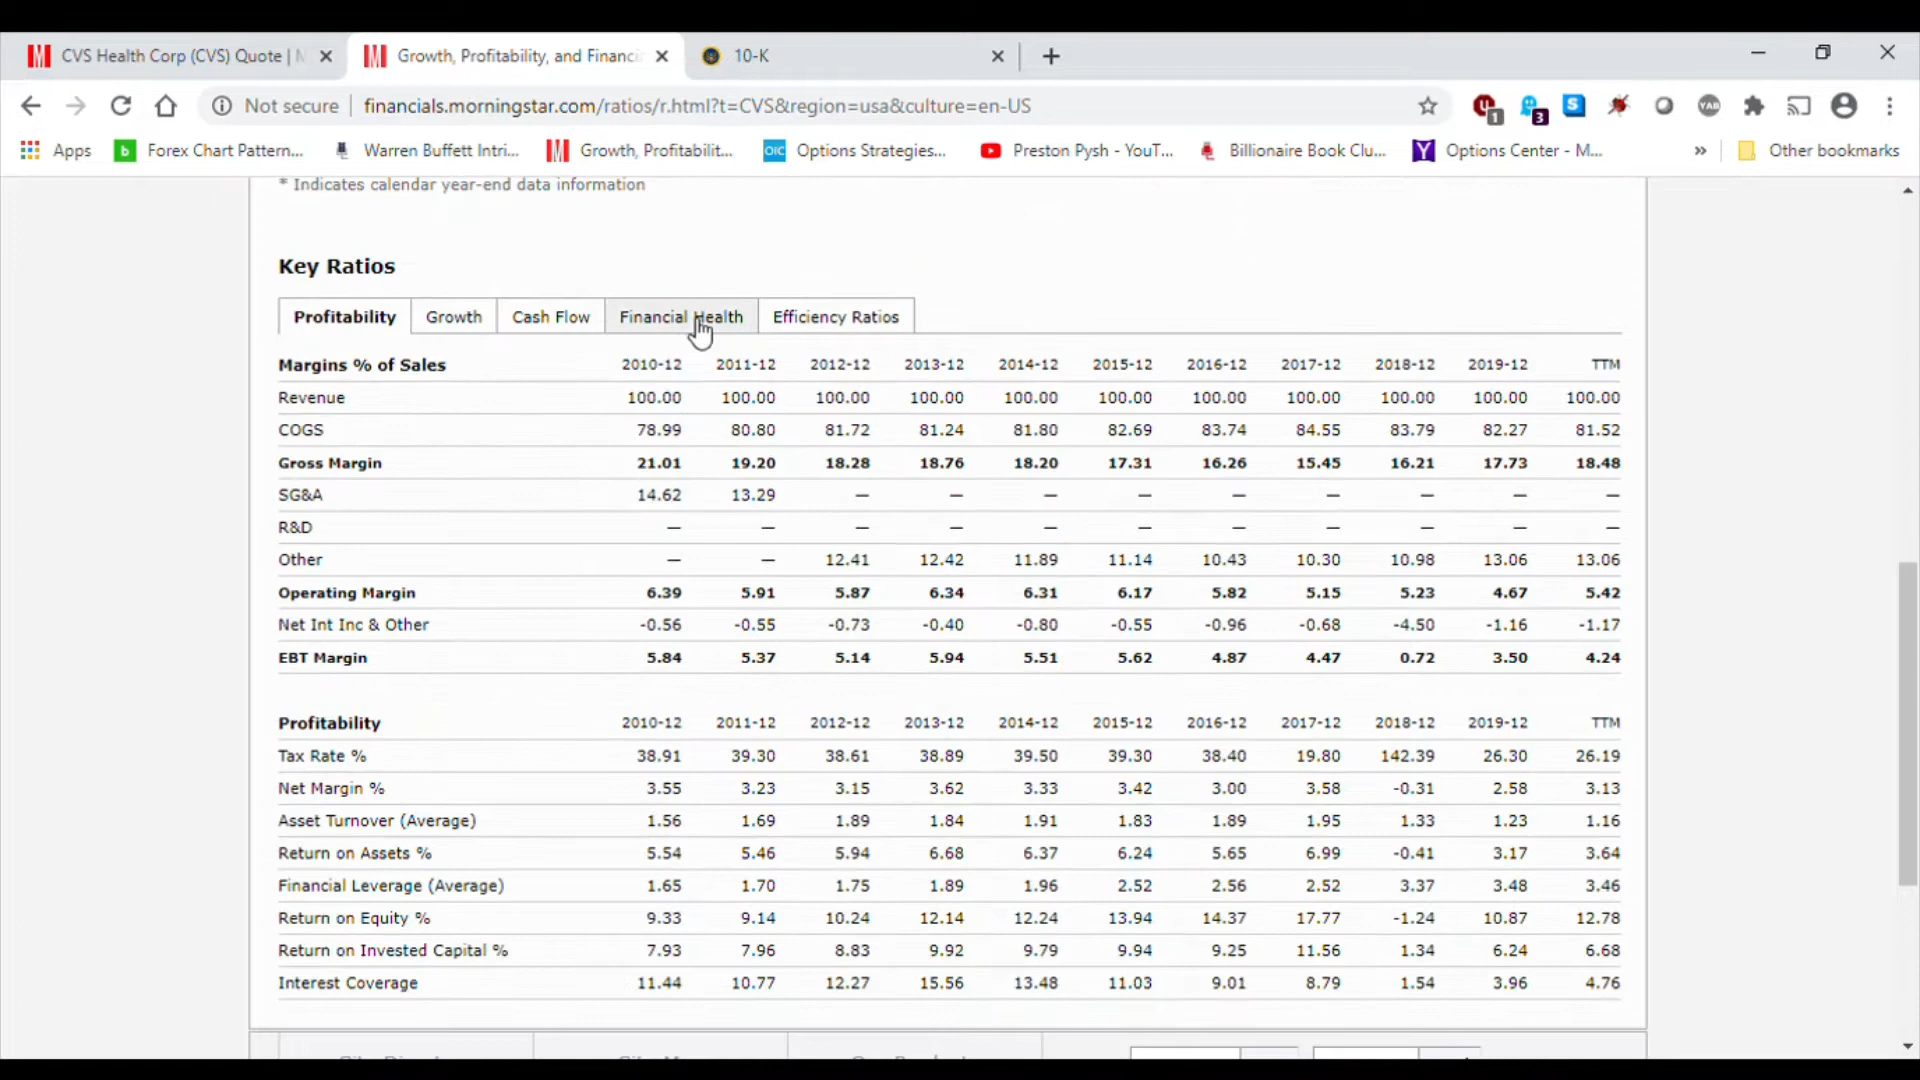 CVS Health Corp (CVS) Quote | M
Growth, Profitability, and Financi
10-K
Not secure | financials.morningstar.com/ratios/r.html?t=CVS&region=usa&culture=en-US
1
3
S
YAB
Apps
b Forex Chart Pattern...
Warren Buffett Intri...
Growth, Profitabilit...
OIC Options Strategies...
Preston Pysh - YouT...
Billionaire Book Clu...
Options Center - M...
» Other bookmarks
* Indicates calendar year-end data information
Key Ratios
Profitability Growth Cash Flow Financial Health Efficiency Ratios
Margins % of Sales 2010-12 2011-12 2012-12 2013-12 2014-12 2015-12 2016-12 2017-12 2018-12 2019-12 TTM
Revenue 100.00 100.00 100.00 100.00 100.00 100.00 100.00 100.00 100.00 100.00 100.00
COGS 78.99 80.80 81.72 81.24 81.80 82.69 83.74 84.55 83.79 82.27 81.52
Gross Margin 21.01 19.20 18.28 18.76 18.20 17.31 16.26 15.45 16.21 17.73 18.48
SG&A 14.62 13.29 — — — — — — — — —
R&D — — — — — — — — — — —
Other — — 12.41 12.42 11.89 11.14 10.43 10.30 10.98 13.06 13.06
Operating Margin 6.39 5.91 5.87 6.34 6.31 6.17 5.82 5.15 5.23 4.67 5.42
Net Int Inc & Other -0.56 -0.55 -0.73 -0.40 -0.80 -0.55 -0.96 -0.68 -4.50 -1.16 -1.17
EBT Margin 5.84 5.37 5.14 5.94 5.51 5.62 4.87 4.47 0.72 3.50 4.24
Profitability 2010-12 2011-12 2012-12 2013-12 2014-12 2015-12 2016-12 2017-12 2018-12 2019-12 TTM
Tax Rate % 38.91 39.30 38.61 38.89 39.50 39.30 38.40 19.80 142.39 26.30 26.19
Net Margin % 3.55 3.23 3.15 3.62 3.33 3.42 3.00 3.58 -0.31 2.58 3.13
Asset Turnover (Average) 1.56 1.69 1.89 1.84 1.91 1.83 1.89 1.95 1.33 1.23 1.16
Return on Assets % 5.54 5.46 5.94 6.68 6.37 6.24 5.65 6.99 -0.41 3.17 3.64
Financial Leverage (Average) 1.65 1.70 1.75 1.89 1.96 2.52 2.56 2.52 3.37 3.48 3.46
Return on Equity % 9.33 9.14 10.24 12.14 12.24 13.94 14.37 17.77 -1.24 10.87 12.78
Return on Invested Capital % 7.93 7.96 8.83 9.92 9.79 9.94 9.25 11.56 1.34 6.24 6.68
Interest Coverage 11.44 10.77 12.27 15.56 13.48 11.03 9.01 8.79 1.54 3.96 4.76